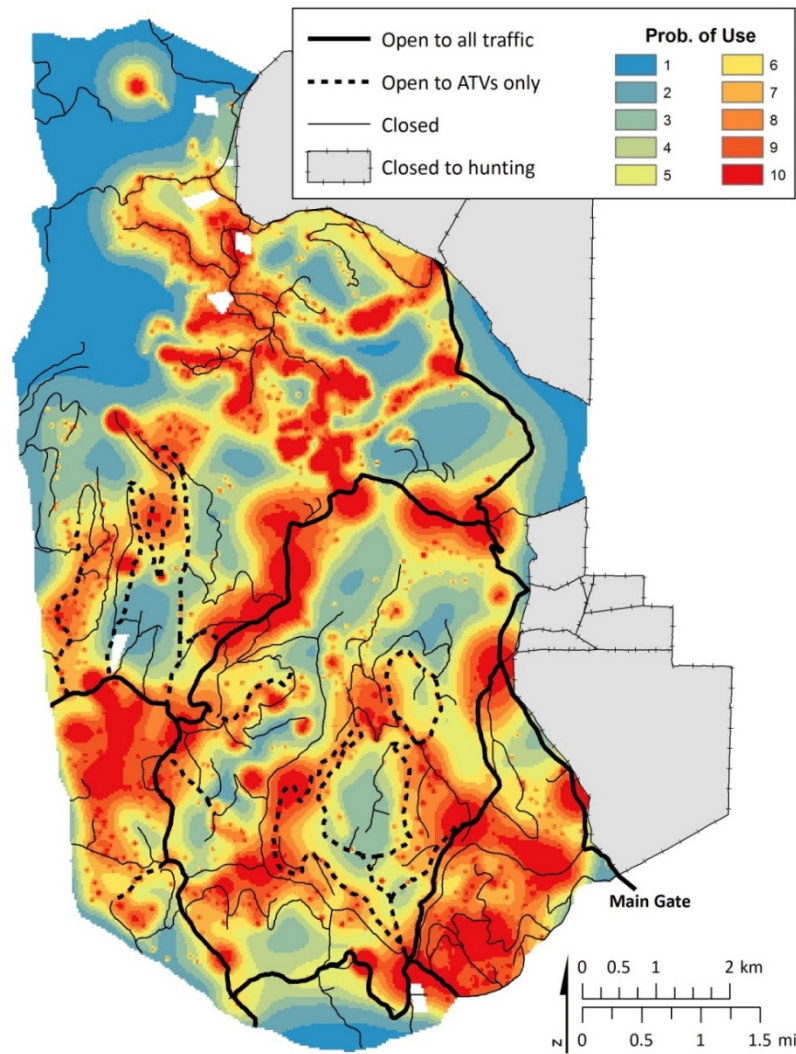 Open to all traffic
Open to ATVs only
Closed
Closed to hunting
Prob. of Use
1
2
3
4
5
6
7
8
9
10
Main Gate
0 0.5 1 2 km
0 0.5 1 1.5 mi
N